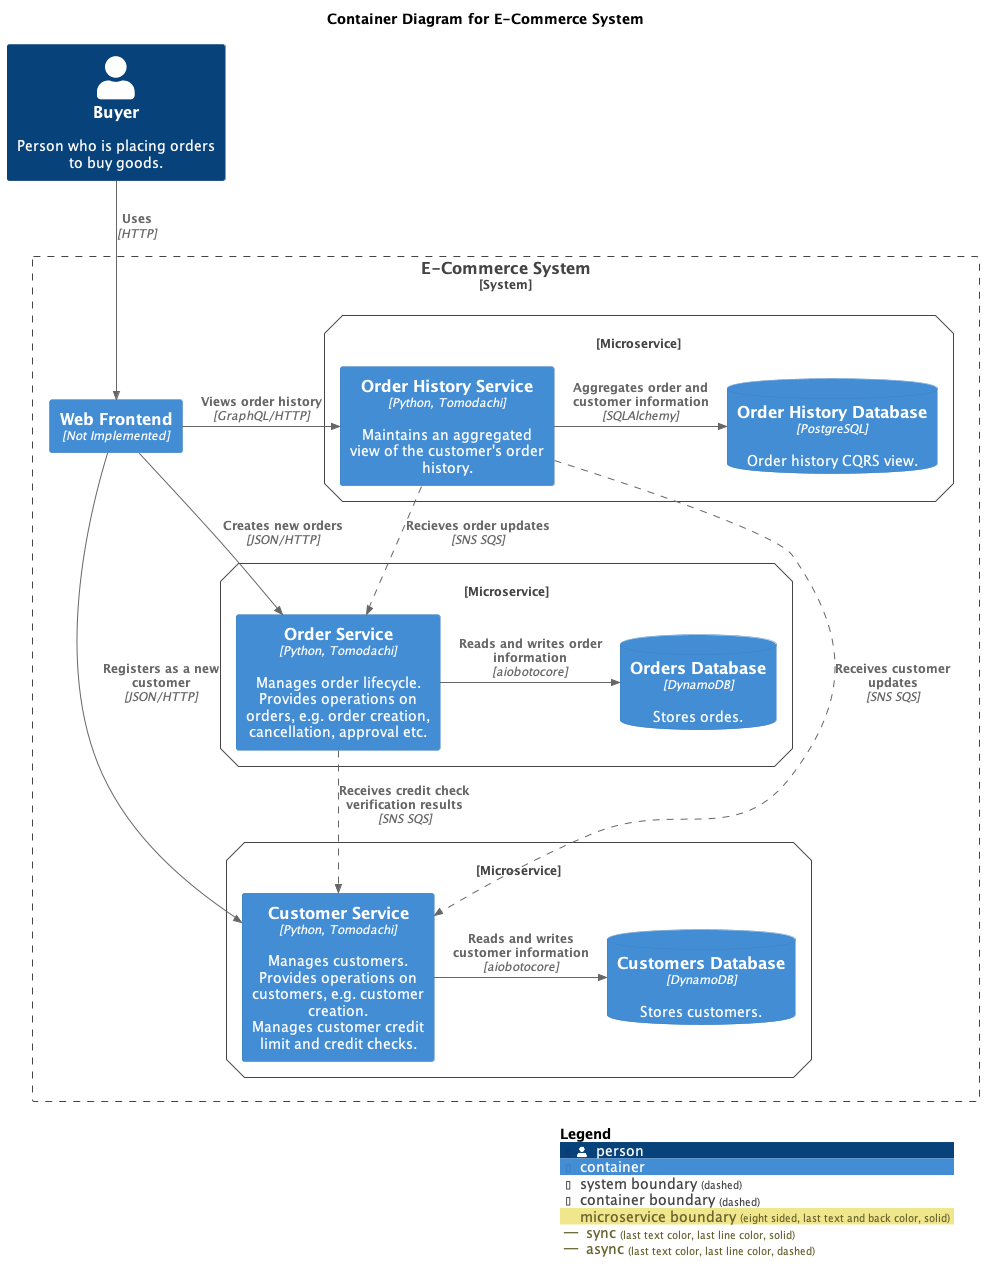 Container Diagram for E-Commerce System
Buyer
Person who is placing orders
to buy goods.
Uses
[HTTP]
E-Commerce System
[System]
[Microservice]
Order History Service
[Python, Tomodachi]
Maintains an aggregated
view of the customer's order
history.
Aggregates order and
customer information
[SQLAlchemy]
Order History Database
[PostgreSQL]
Order history CQRS view.
Web Frontend
[Not Implemented]
Views order history
[GraphQL/HTTP]
Creates new orders
[JSON/HTTP]
Recieves order updates
[SNS SQS]
[Microservice]
Order Service
[Python, Tomodachi]
Manages order lifecycle.
Provides operations on
orders, e.g. order creation,
cancellation, approval etc.
Reads and writes order
information
[aiobotocore]
Orders Database
[DynamoDB]
Stores ordes.
Registers as a new
customer
[JSON/HTTP]
Receives customer
updates
[SNS SQS]
Receives credit check
verification results
[SNS SQS]
[Microservice]
Customer Service
[Python, Tomodachi]
Manages customers.
Provides operations on
customers, e.g. customer
creation.
Manages customer credit
limit and credit checks.
Reads and writes
customer information
[aiobotocore]
Customers Database
[DynamoDB]
Stores customers.
Legend
person
container
system boundary (dashed)
container boundary (dashed)
microservice boundary (eight sided, last text and back color, solid)
sync (last text color, last line color, solid)
async (last text color, last line color, dashed)